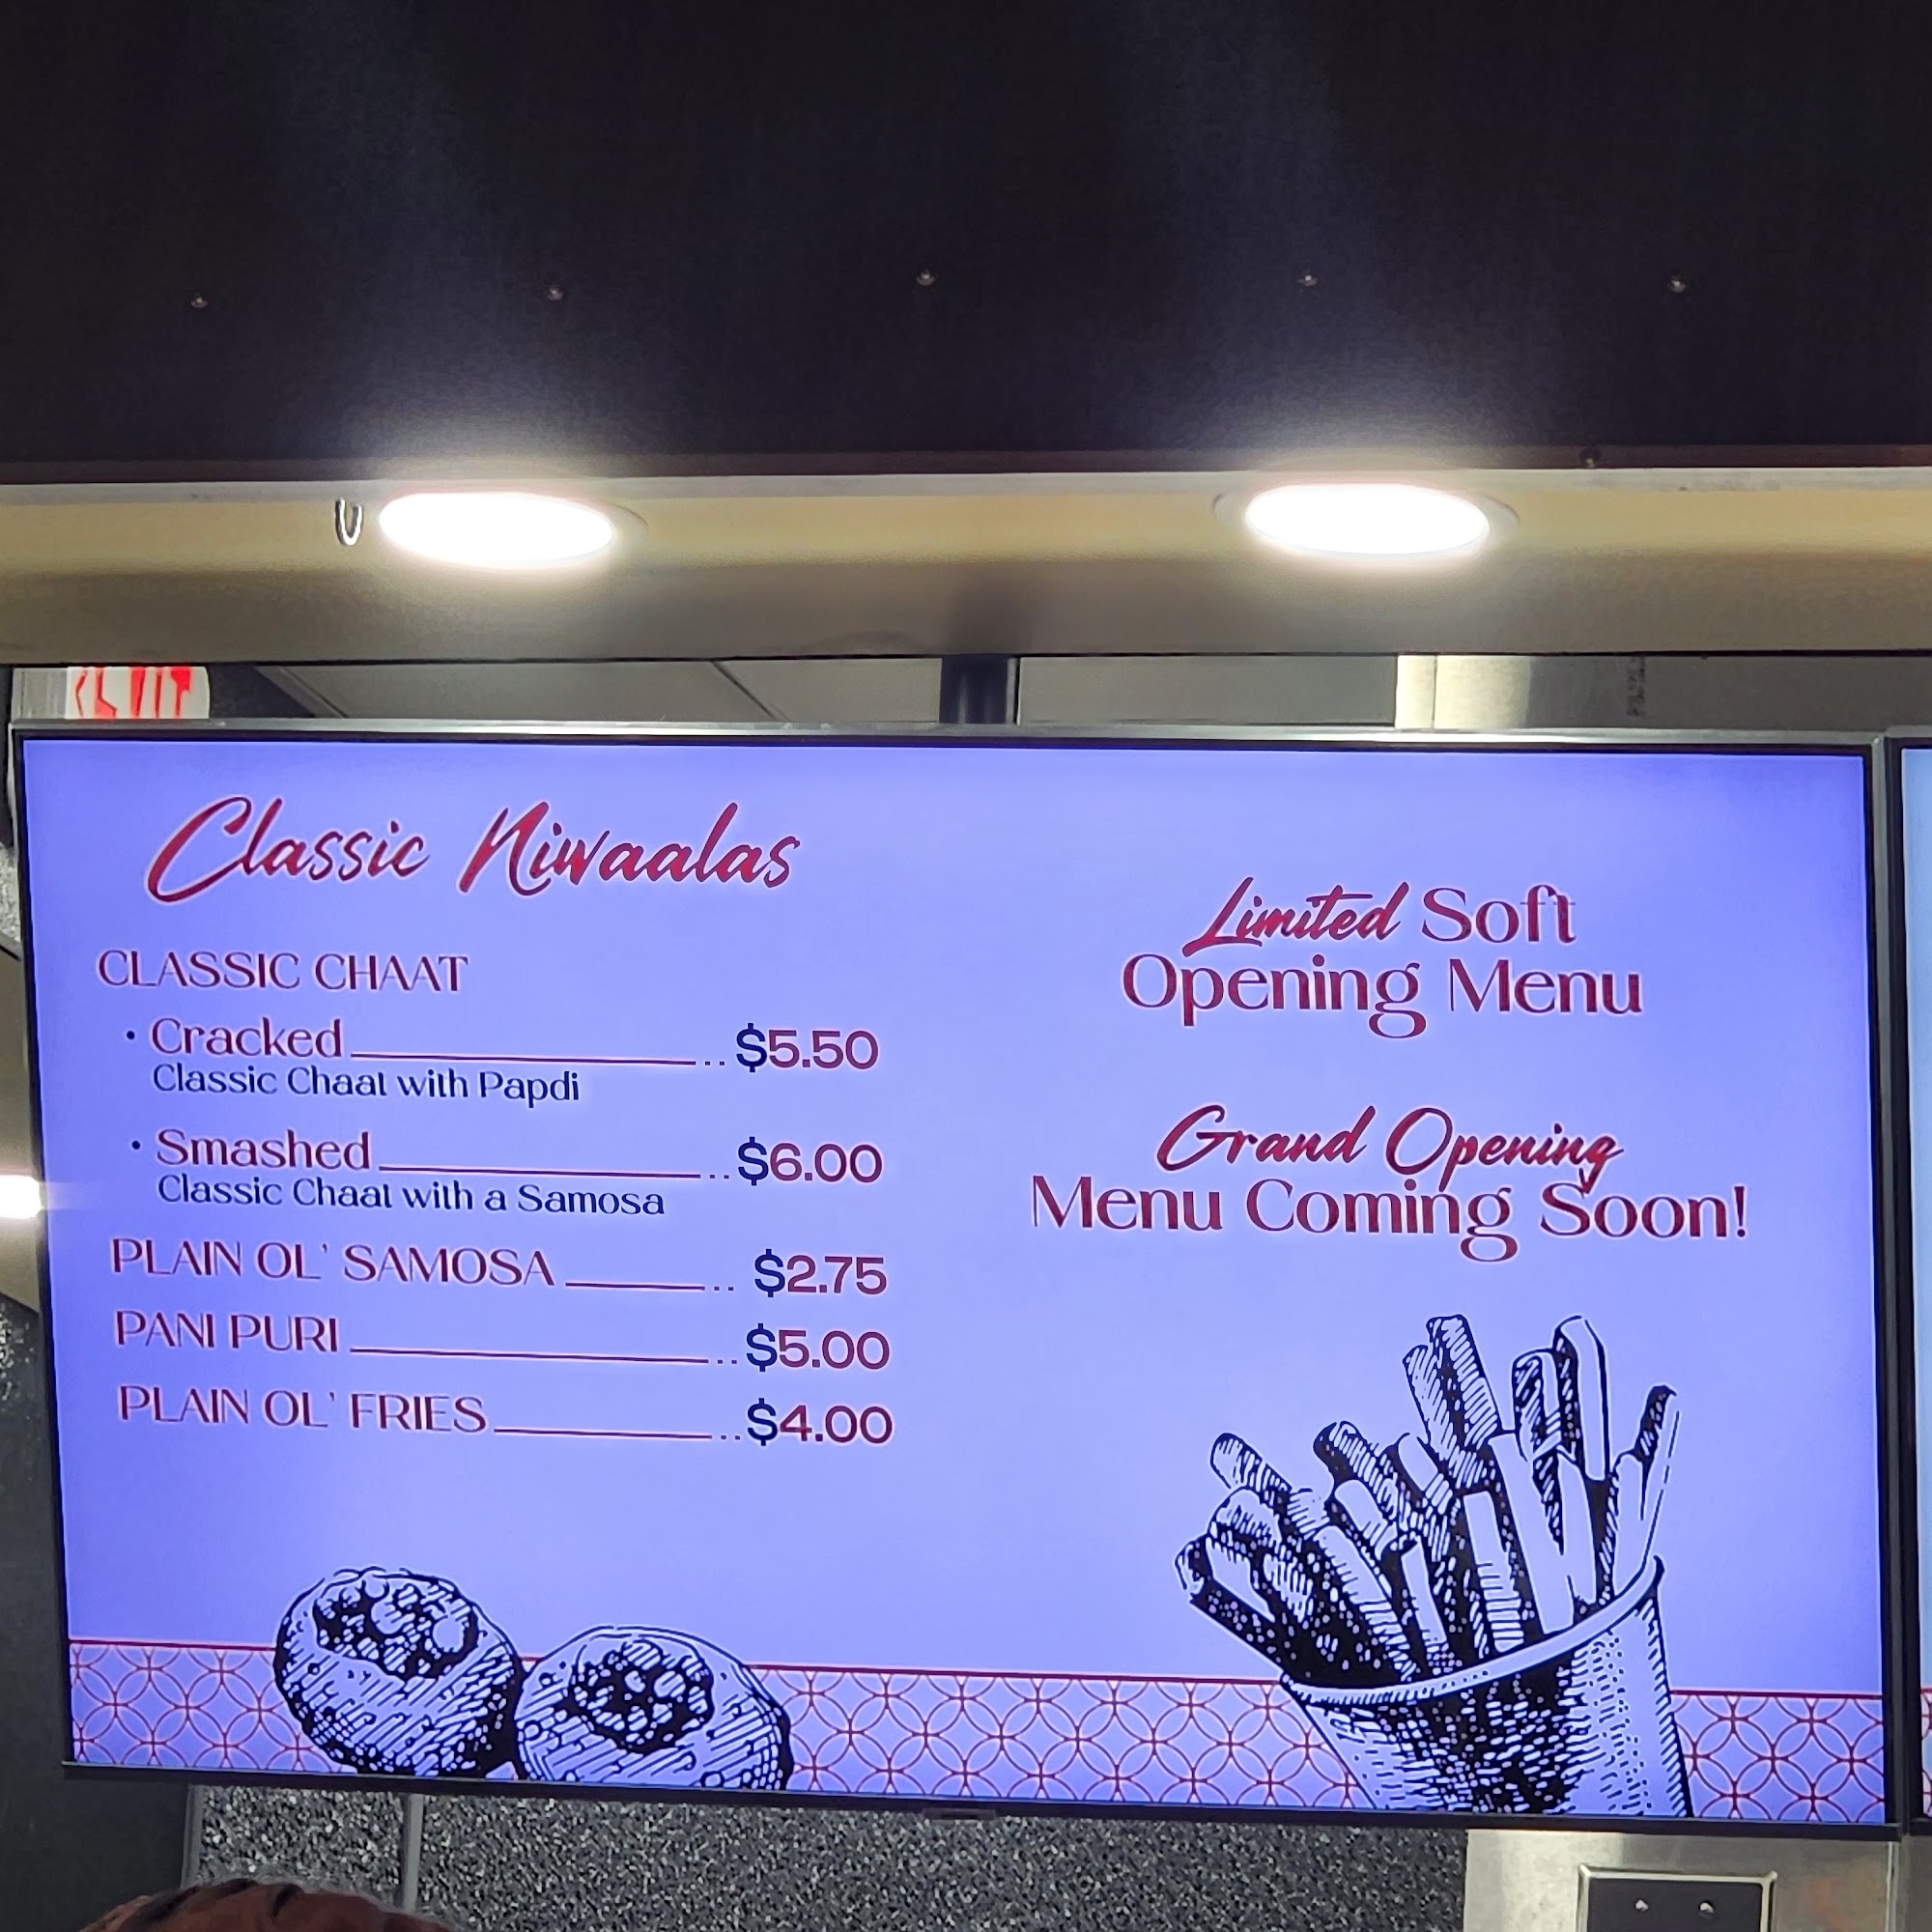 EXIT
Classic Niwaalas
CLASSIC CHAAT
• Cracked ..$5.50
Classic Chaat with Papdi
• Smashed ..$6.00
Classic Chaat with a Samosa
PLAIN OL' SAMOSA .. $2.75
PANI PURI ..$5.00
PLAIN OL' FRIES ..$4.00
Limited Soft
Opening Menu
Grand Opening
Menu Coming Soon!